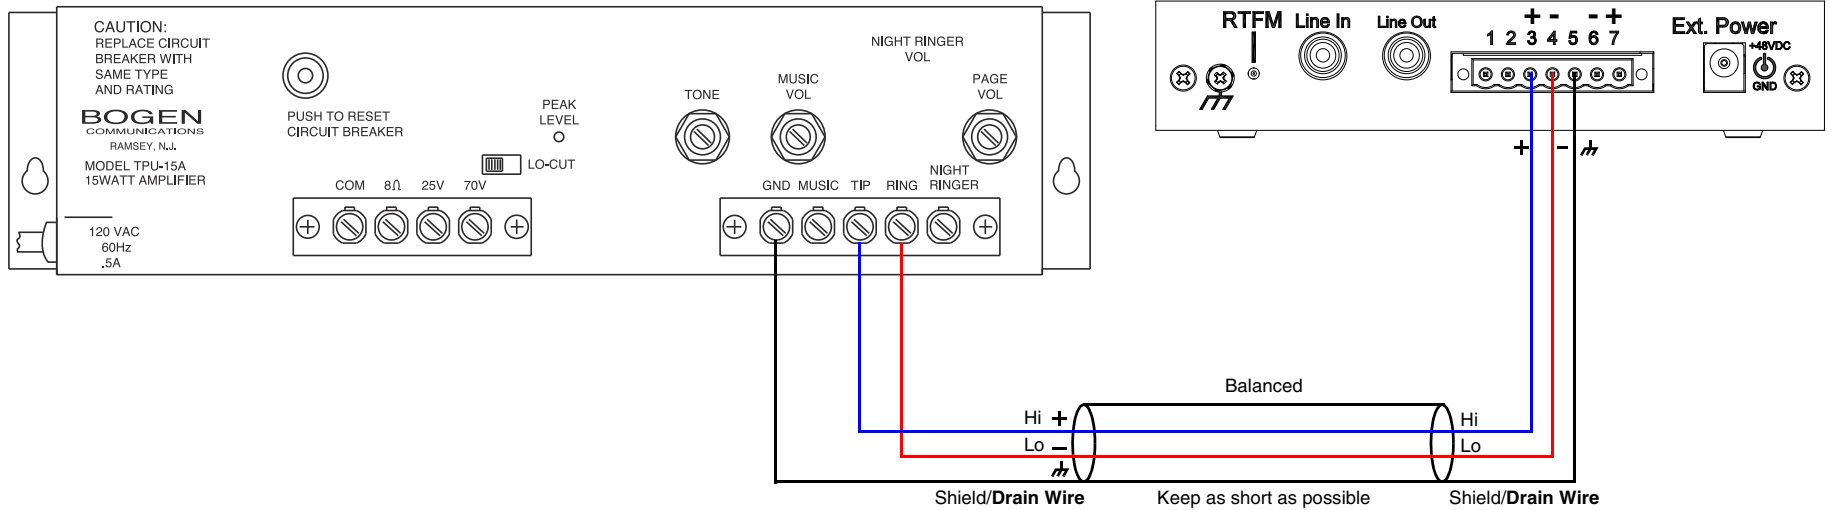 CAUTION:
REPLACE CIRCUIT
BREAKER WITH
SAME TYPE
AND RATING
BOGEN
COMMUNICATIONS
RAMSEY, N.J.
MODEL TPU-15A
15WATT AMPLIFIER
120 VAC
60Hz
.5A
PUSH TO RESET
CIRCUIT BREAKER
PEAK
LEVEL
LO-CUT
COM 8Ω 25V 70V
TONE
MUSIC
VOL
NIGHT RINGER
VOL
PAGE
VOL
GND MUSIC TIP RING NIGHT
RINGER
RTFM Line In Line Out
+ - - +
1 2 3 4 5 6 7
Ext. Power
+48VDC
GND
+ -
Balanced
Hi + Hi
Lo - Lo
Shield/Drain Wire Keep as short as possible Shield/Drain Wire